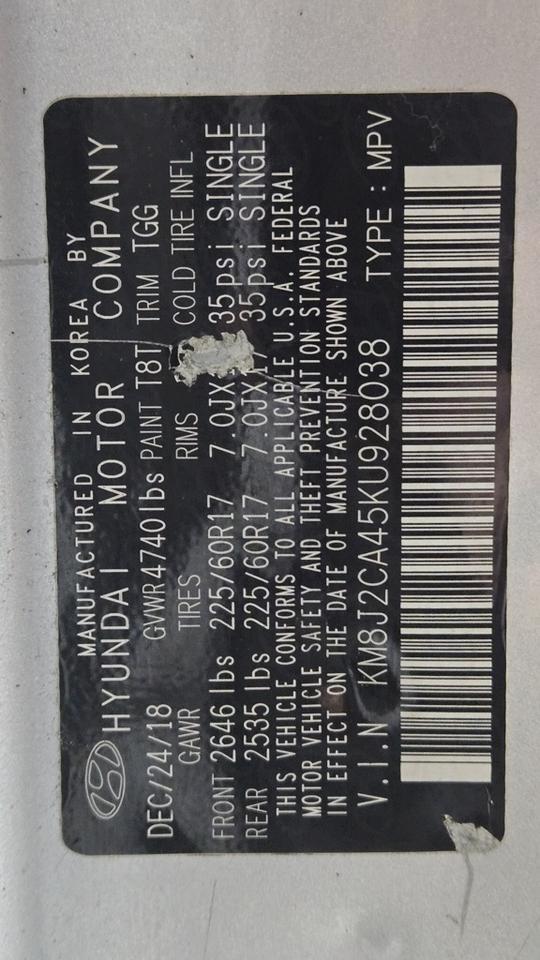 MANUFACTURED IN KOREA BY
HYUNDAI MOTOR COMPANY
DEC/24/18 GVWR 4740lbs PAINT T8T TRIM TGG
GAWR TIRES RIMS COLD TIRE INFL
FRONT 2646 lbs 225/60R17 7.0JX 35psi SINGLE
REAR 2535 lbs 225/60R17 7.0JX17 35psi SINGLE
THIS VEHICLE CONFORMS TO ALL APPLICABLE U.S.A. FEDERAL
MOTOR VEHICLE SAFETY AND THEFT PREVENTION STANDARDS
IN EFFECT ON THE DATE OF MANUFACTURE SHOWN ABOVE
V.I.N KM8J2CA45KU928038 TYPE : MPV